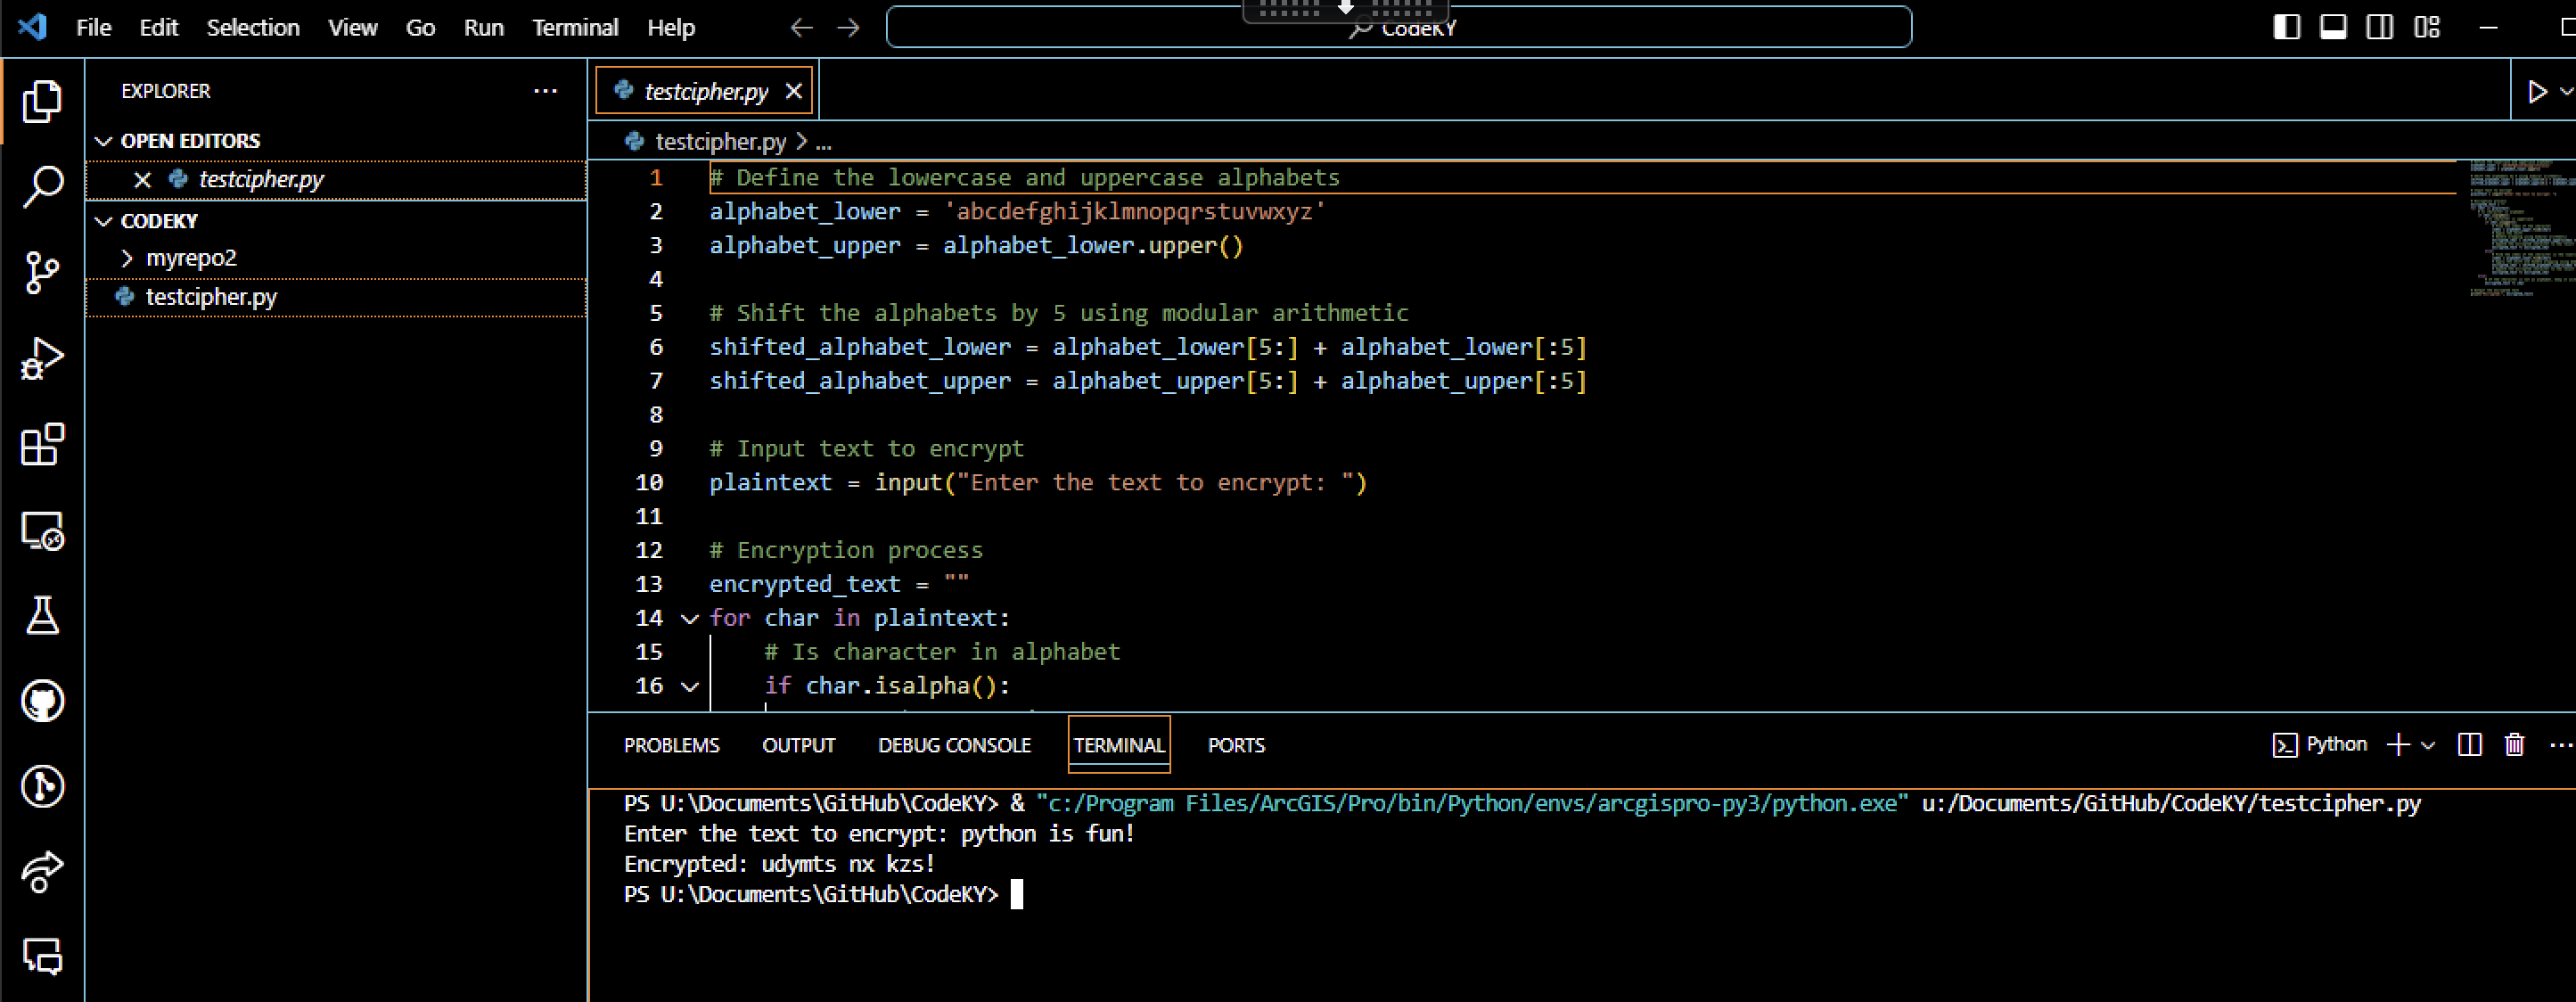 File Edit Selection View Go Run Terminal Help
CodeKY
EXPLORER
OPEN EDITORS
testcipher.py
CODEKY
myrepo2
testcipher.py
testcipher.py
testcipher.py > ...
1 # Define the lowercase and uppercase alphabets
2 alphabet_lower = 'abcdefghijklmnopqrstuvwxyz'
3 alphabet_upper = alphabet_lower.upper()
4
5 # Shift the alphabets by 5 using modular arithmetic
6 shifted_alphabet_lower = alphabet_lower[5:] + alphabet_lower[:5]
7 shifted_alphabet_upper = alphabet_upper[5:] + alphabet_upper[:5]
8
9 # Input text to encrypt
10 plaintext = input("Enter the text to encrypt: ")
11
12 # Encryption process
13 encrypted_text = ""
14 for char in plaintext:
15 # Is character in alphabet
16 if char.isalpha():
PROBLEMS OUTPUT DEBUG CONSOLE TERMINAL PORTS
Python
PS U:\Documents\GitHub\CodeKY> & "c:/Program Files/ArcGIS/Pro/bin/Python/envs/arcgispro-py3/python.exe" u:/Documents/GitHub/CodeKY/testcipher.py
Enter the text to encrypt: python is fun!
Encrypted: udymts nx kzs!
PS U:\Documents\GitHub\CodeKY>